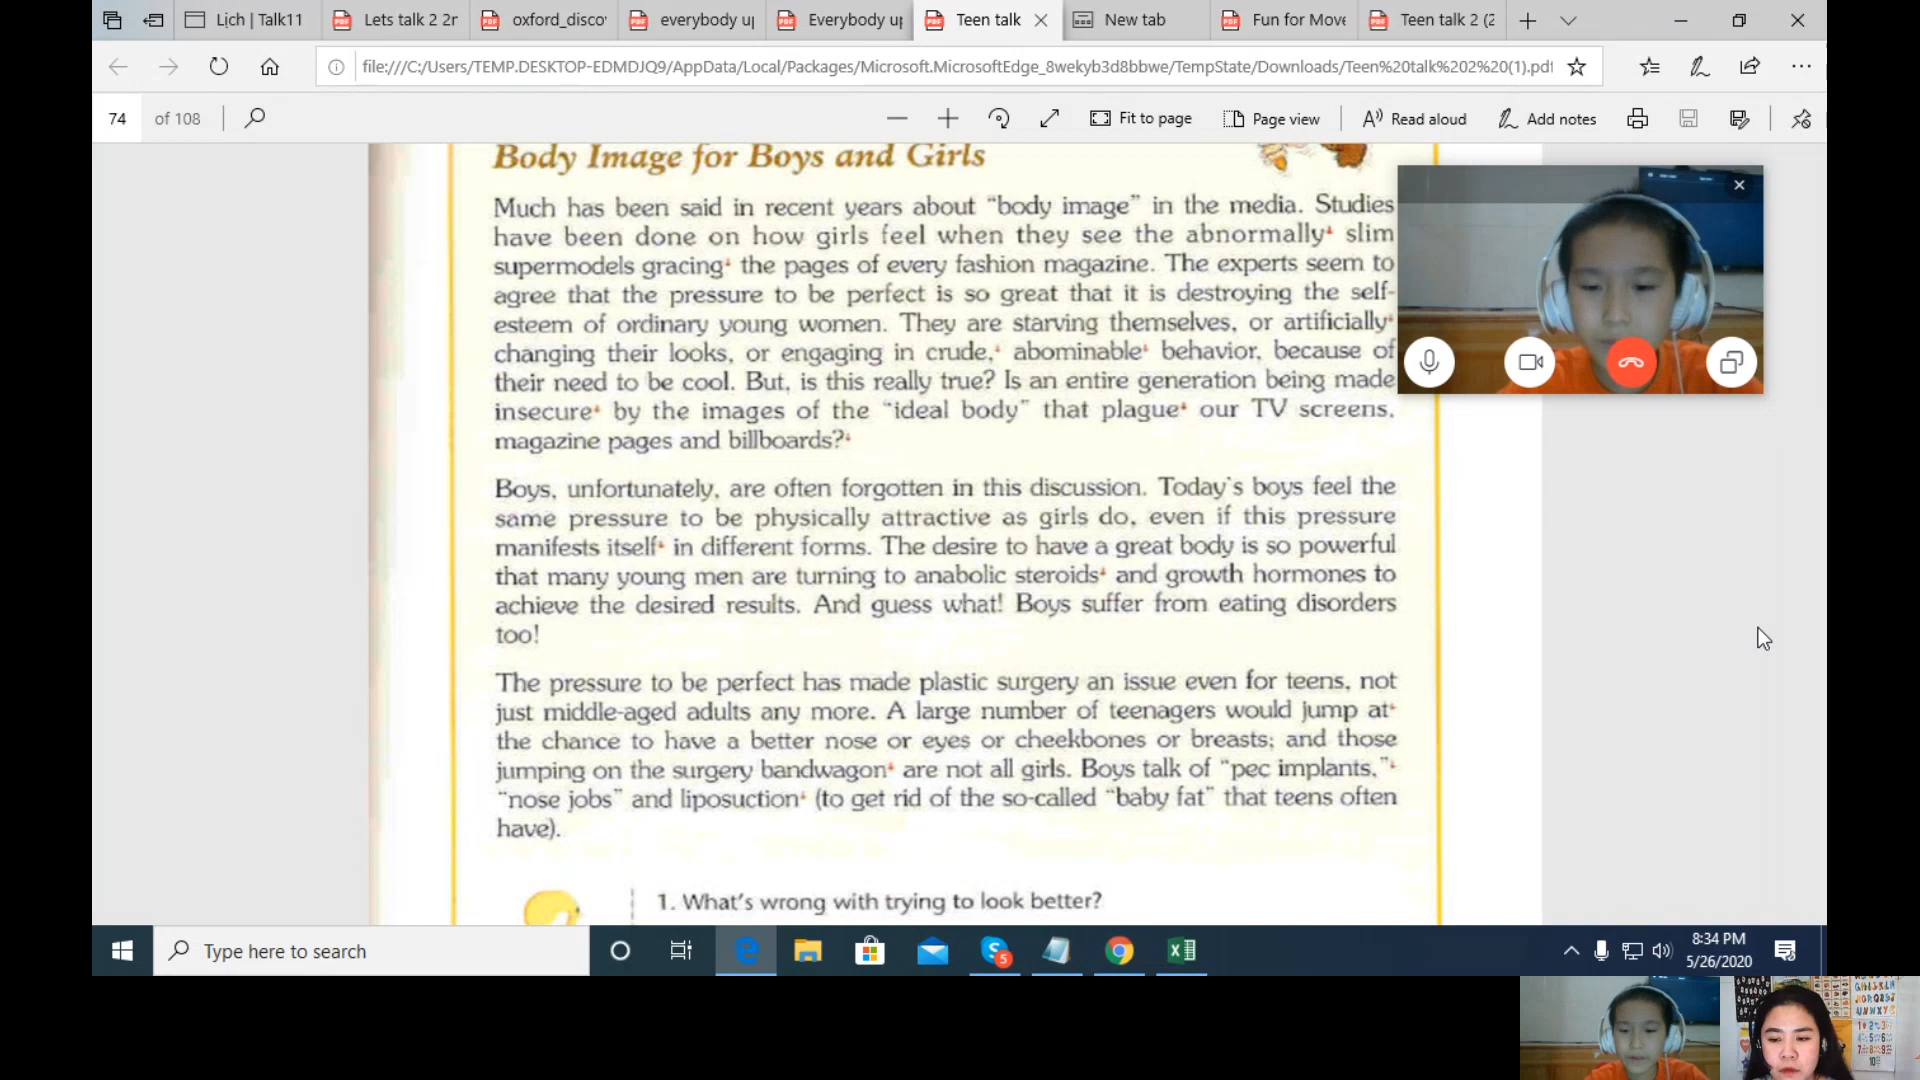 Lịch | Talk11
Lets talk 2 2r
oxford_disco
everybody up
Everybody up
Teen talk
New tab
Fun for Move
Teen talk 2 (2
file:///C:/Users/TEMP.DESKTOP-EDMDJQ9/AppData/Local/Packages/Microsoft.MicrosoftEdge_8wekyb3d8bbwe/TempState/Downloads/Teen%20talk%202%20(1).pdf
74 of 108
Fit to page
Page view
Read aloud
Add notes
Body Image for Boys and Girls
Much has been said in recent years about "body image" in the media. Studies
have been done on how girls feel when they see the abnormally slim
supermodels gracing the pages of every fashion magazine. The experts seem to
agree that the pressure to be perfect is so great that it is destroying the self-
esteem of ordinary young women. They are starving themselves, or artificially
changing their looks, or engaging in crude, abominable behavior, because of
their need to be cool. But, is this really true? Is an entire generation being made
insecure by the images of the "ideal body" that plague our TV screens,
magazine pages and billboards?
Boys, unfortunately, are often forgotten in this discussion. Today's boys feel the
same pressure to be physically attractive as girls do, even if this pressure
manifests itself in different forms. The desire to have a great body is so powerful
that many young men are turning to anabolic steroids and growth hormones to
achieve the desired results. And guess what! Boys suffer from eating disorders
too!
The pressure to be perfect has made plastic surgery an issue even for teens, not
just middle-aged adults any more. A large number of teenagers would jump at
the chance to have a better nose or eyes or cheekbones or breasts; and those
jumping on the surgery bandwagon are not all girls. Boys talk of "pec implants,"
"nose jobs" and liposuction (to get rid of the so-called "baby fat" that teens often
have).
1. What's wrong with trying to look better?
Type here to search
5
8:34 PM
5/26/2020